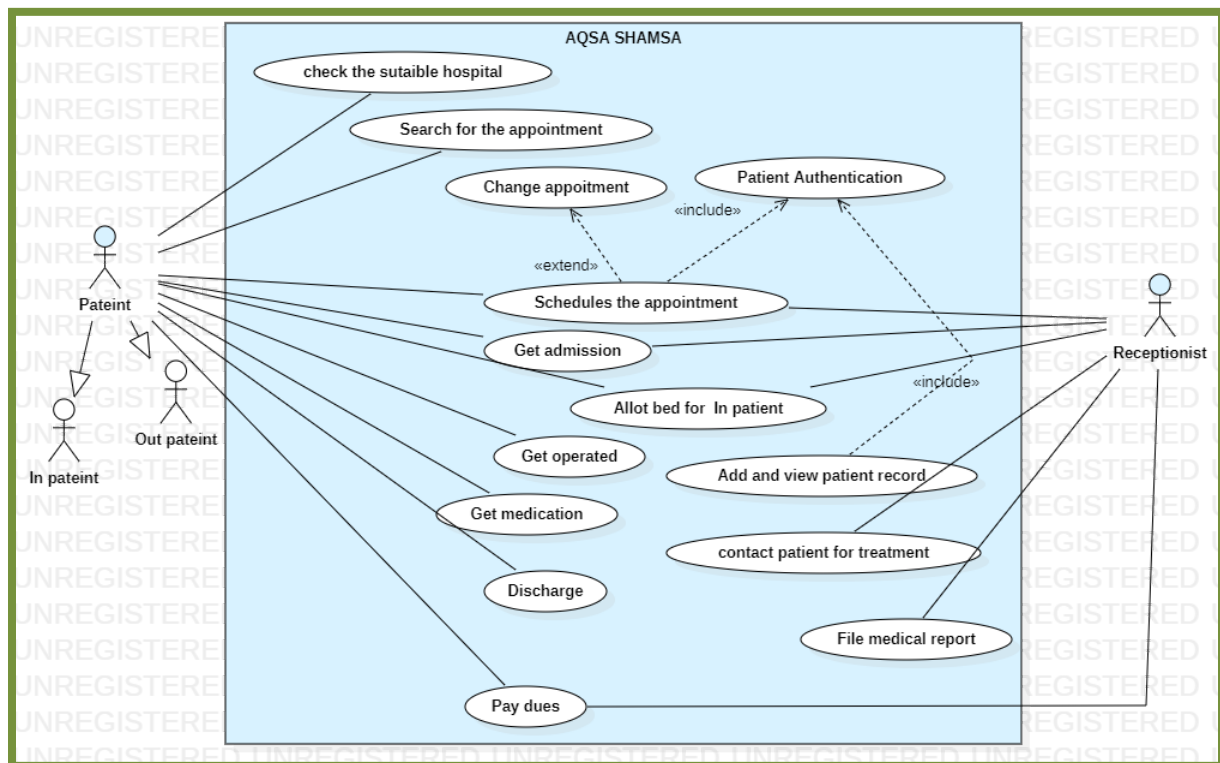 AQSA SHAMSA
check the sutaible hospital
Search for the appointment
Change appoitment
Patient Authentication
«include»
«extend»
Schedules the appointment
Pateint
Get admission
Receptionist
«include»
Allot bed for In patient
Out pateint
Get operated
In pateint
Add and view patient record
Get medication
contact patient for treatment
Discharge
File medical report
Pay dues
UNREGISTERED